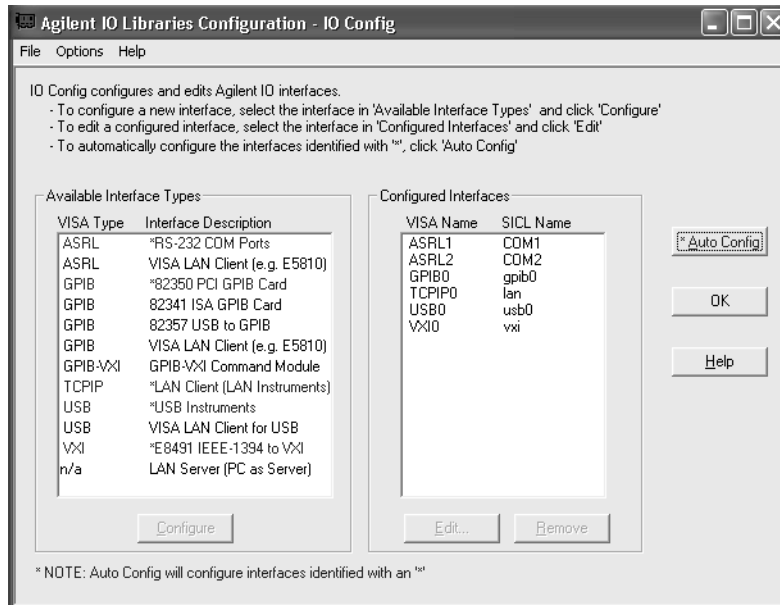 Agilent IO Libraries Configuration - IO Config
File Options Help
IO Config configures and edits Agilent IO interfaces.
- To configure a new interface, select the interface in 'Available Interface Types' and click 'Configure'
- To edit a configured interface, select the interface in 'Configured Interfaces' and click 'Edit'
- To automatically configure the interfaces identified with '*', click 'Auto Config'
Available Interface Types
VISA Type Interface Description
ASRL *RS-232 COM Ports
ASRL VISA LAN Client (e.g. E5810)
GPIB *82350 PCI GPIB Card
GPIB 82341 ISA GPIB Card
GPIB 82357 USB to GPIB
GPIB VISA LAN Client (e.g. E5810)
GPIB-VXI GPIB-VXI Command Module
TCPIP *LAN Client (LAN Instruments)
USB *USB Instruments
USB VISA LAN Client for USB
VXI *E8491 IEEE-1394 to VXI
n/a LAN Server (PC as Server)
Configure
Configured Interfaces
VISA Name SICL Name
ASRL1 COM1
ASRL2 COM2
GPIB0 gpib0
TCPIP0 lan
USB0 usb0
VXI0 vxi
Edit... Remove
* Auto Config
OK
Help
* NOTE: Auto Config will configure interfaces identified with an '*'